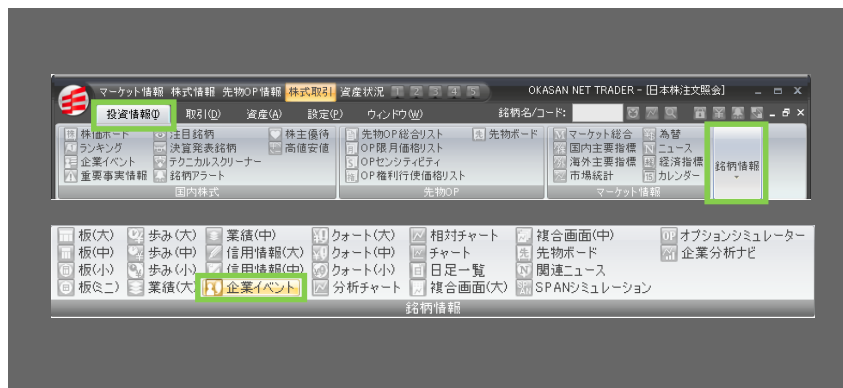 マーケット情報 株式情報 先物OP情報 株式取引 資産状況 1 2 3 4 5 OKASAN NET TRADER - [日本株注文照会]
投資情報(I) 取引(D) 資産(A) 設定(P) ウィンドウ(W) 銘柄名/コード:
株価ボード 注目銘柄 株主優待 先物OP総合リスト 先物ボード マーケット総合 為替
ランキング 決算発表銘柄 高値安値 OP限月価格リスト 国内主要指標 ニュース
企業イベント テクニカルスクリーナー OPセンシティビティ 海外主要指標 経済指標 銘柄情報
重要事実情報 銘柄アラート OP権利行使価格リスト 市場統計 カレンダー
国内株式 先物OP マーケット情報
板(大) 歩み(大) 業績(中) クォート(大) 相対チャート 複合画面(中) オプションシミュレーター
板(中) 歩み(中) 信用情報(大) クォート(中) チャート 先物ボード 企業分析ナビ
板(小) 歩み(小) 信用情報(中) クォート(小) 日足一覧 関連ニュース
板(ミニ) 業績(大) 企業イベント 分析チャート 複合画面(大) SPANシミュレーション
銘柄情報